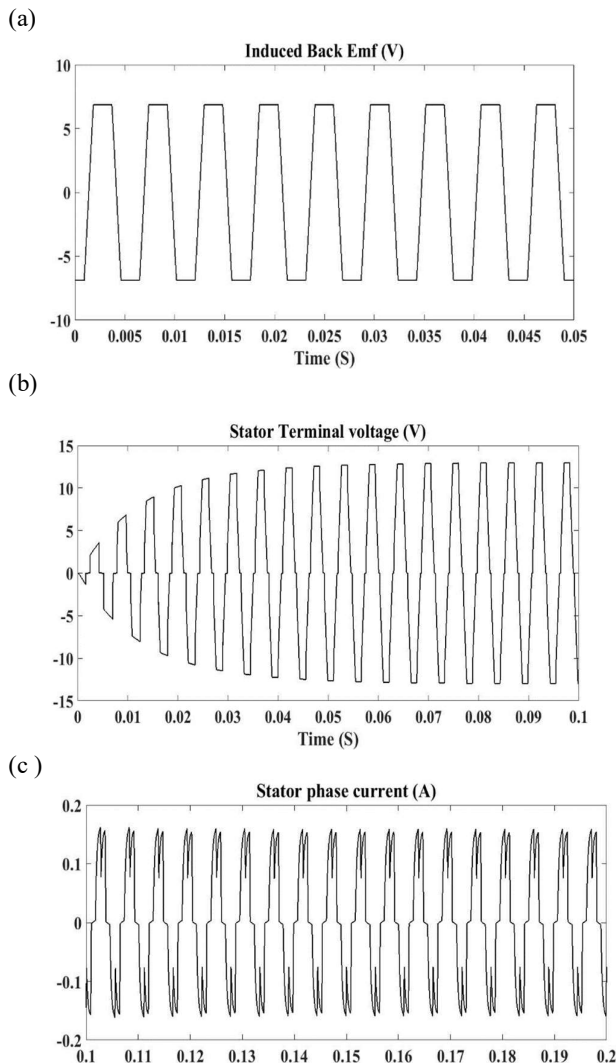 (a)
Induced Back Emf (V)
10
5
0
-5
-10
0 0.005 0.01 0.015 0.02 0.025 0.03 0.035 0.04 0.045 0.05
Time (S)
(b)
Stator Terminal voltage (V)
15
10
5
0
-5
-10
-15
0 0.01 0.02 0.03 0.04 0.05 0.06 0.07 0.08 0.09 0.1
Time (S)
(c )
Stator phase current (A)
0.2
0.1
0
-0.1
-0.2
0.1 0.11 0.12 0.13 0.14 0.15 0.16 0.17 0.18 0.19 0.2